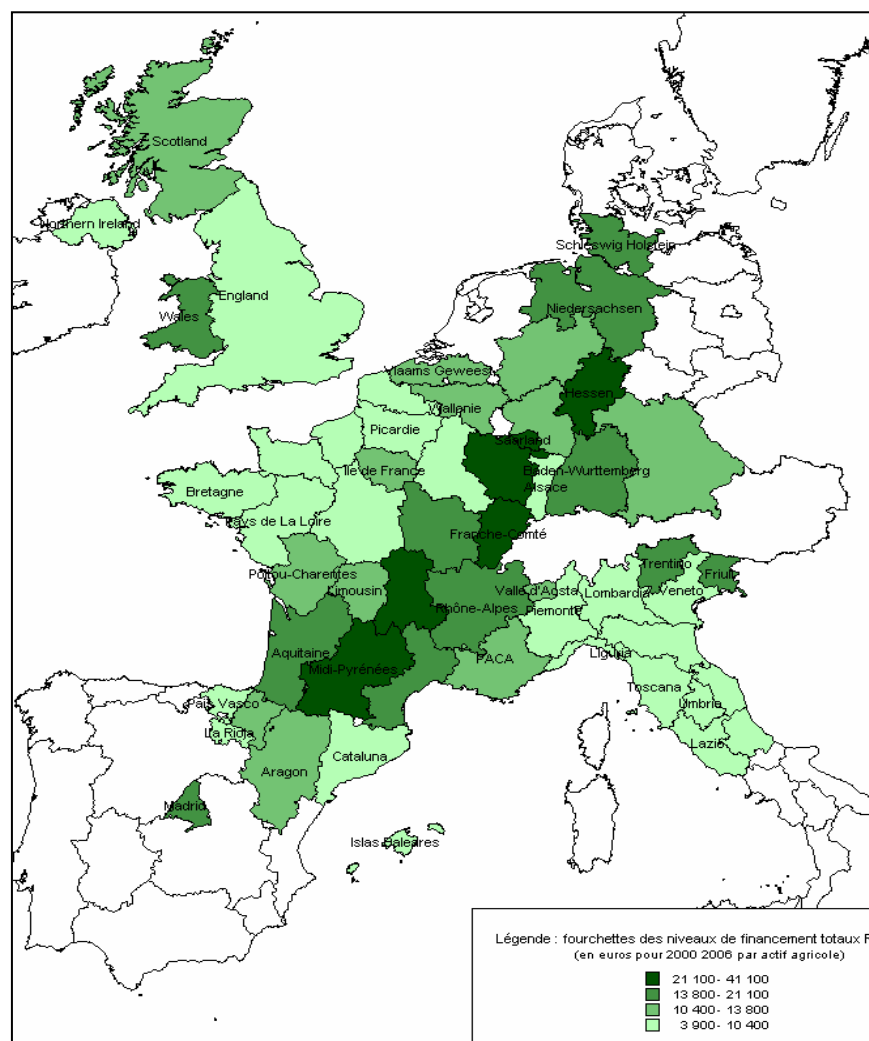 Scotland
Northern Ireland
England
Wales
Schleswig Holstein
Niedersachsen
Vlaams Geweest
Wallonie
Hessen
Picardie
Saarland
Ile de France
Baden-Wurttemberg
Alsace
Bretagne
Pays de La Loire
Franche-Comté
Poitou-Charentes
Limousin
Valle d'Aosta
Trentino
Friuli
Rhône-Alpes
Piemonte
Lombardia
Veneto
Aquitaine
Midi-Pyrénées
PACA
Liguria
Toscana
Umbria
Lazio
Pais Vasco
La Rioja
Cataluna
Aragon
Madrid
Islas Baleares
Légende : fourchettes des niveaux de financement totaux
(en euros pour 2000 2006 par actif agricole)
21 100- 41 100
13 800- 21 100
10 400- 13 800
3 900- 10 400